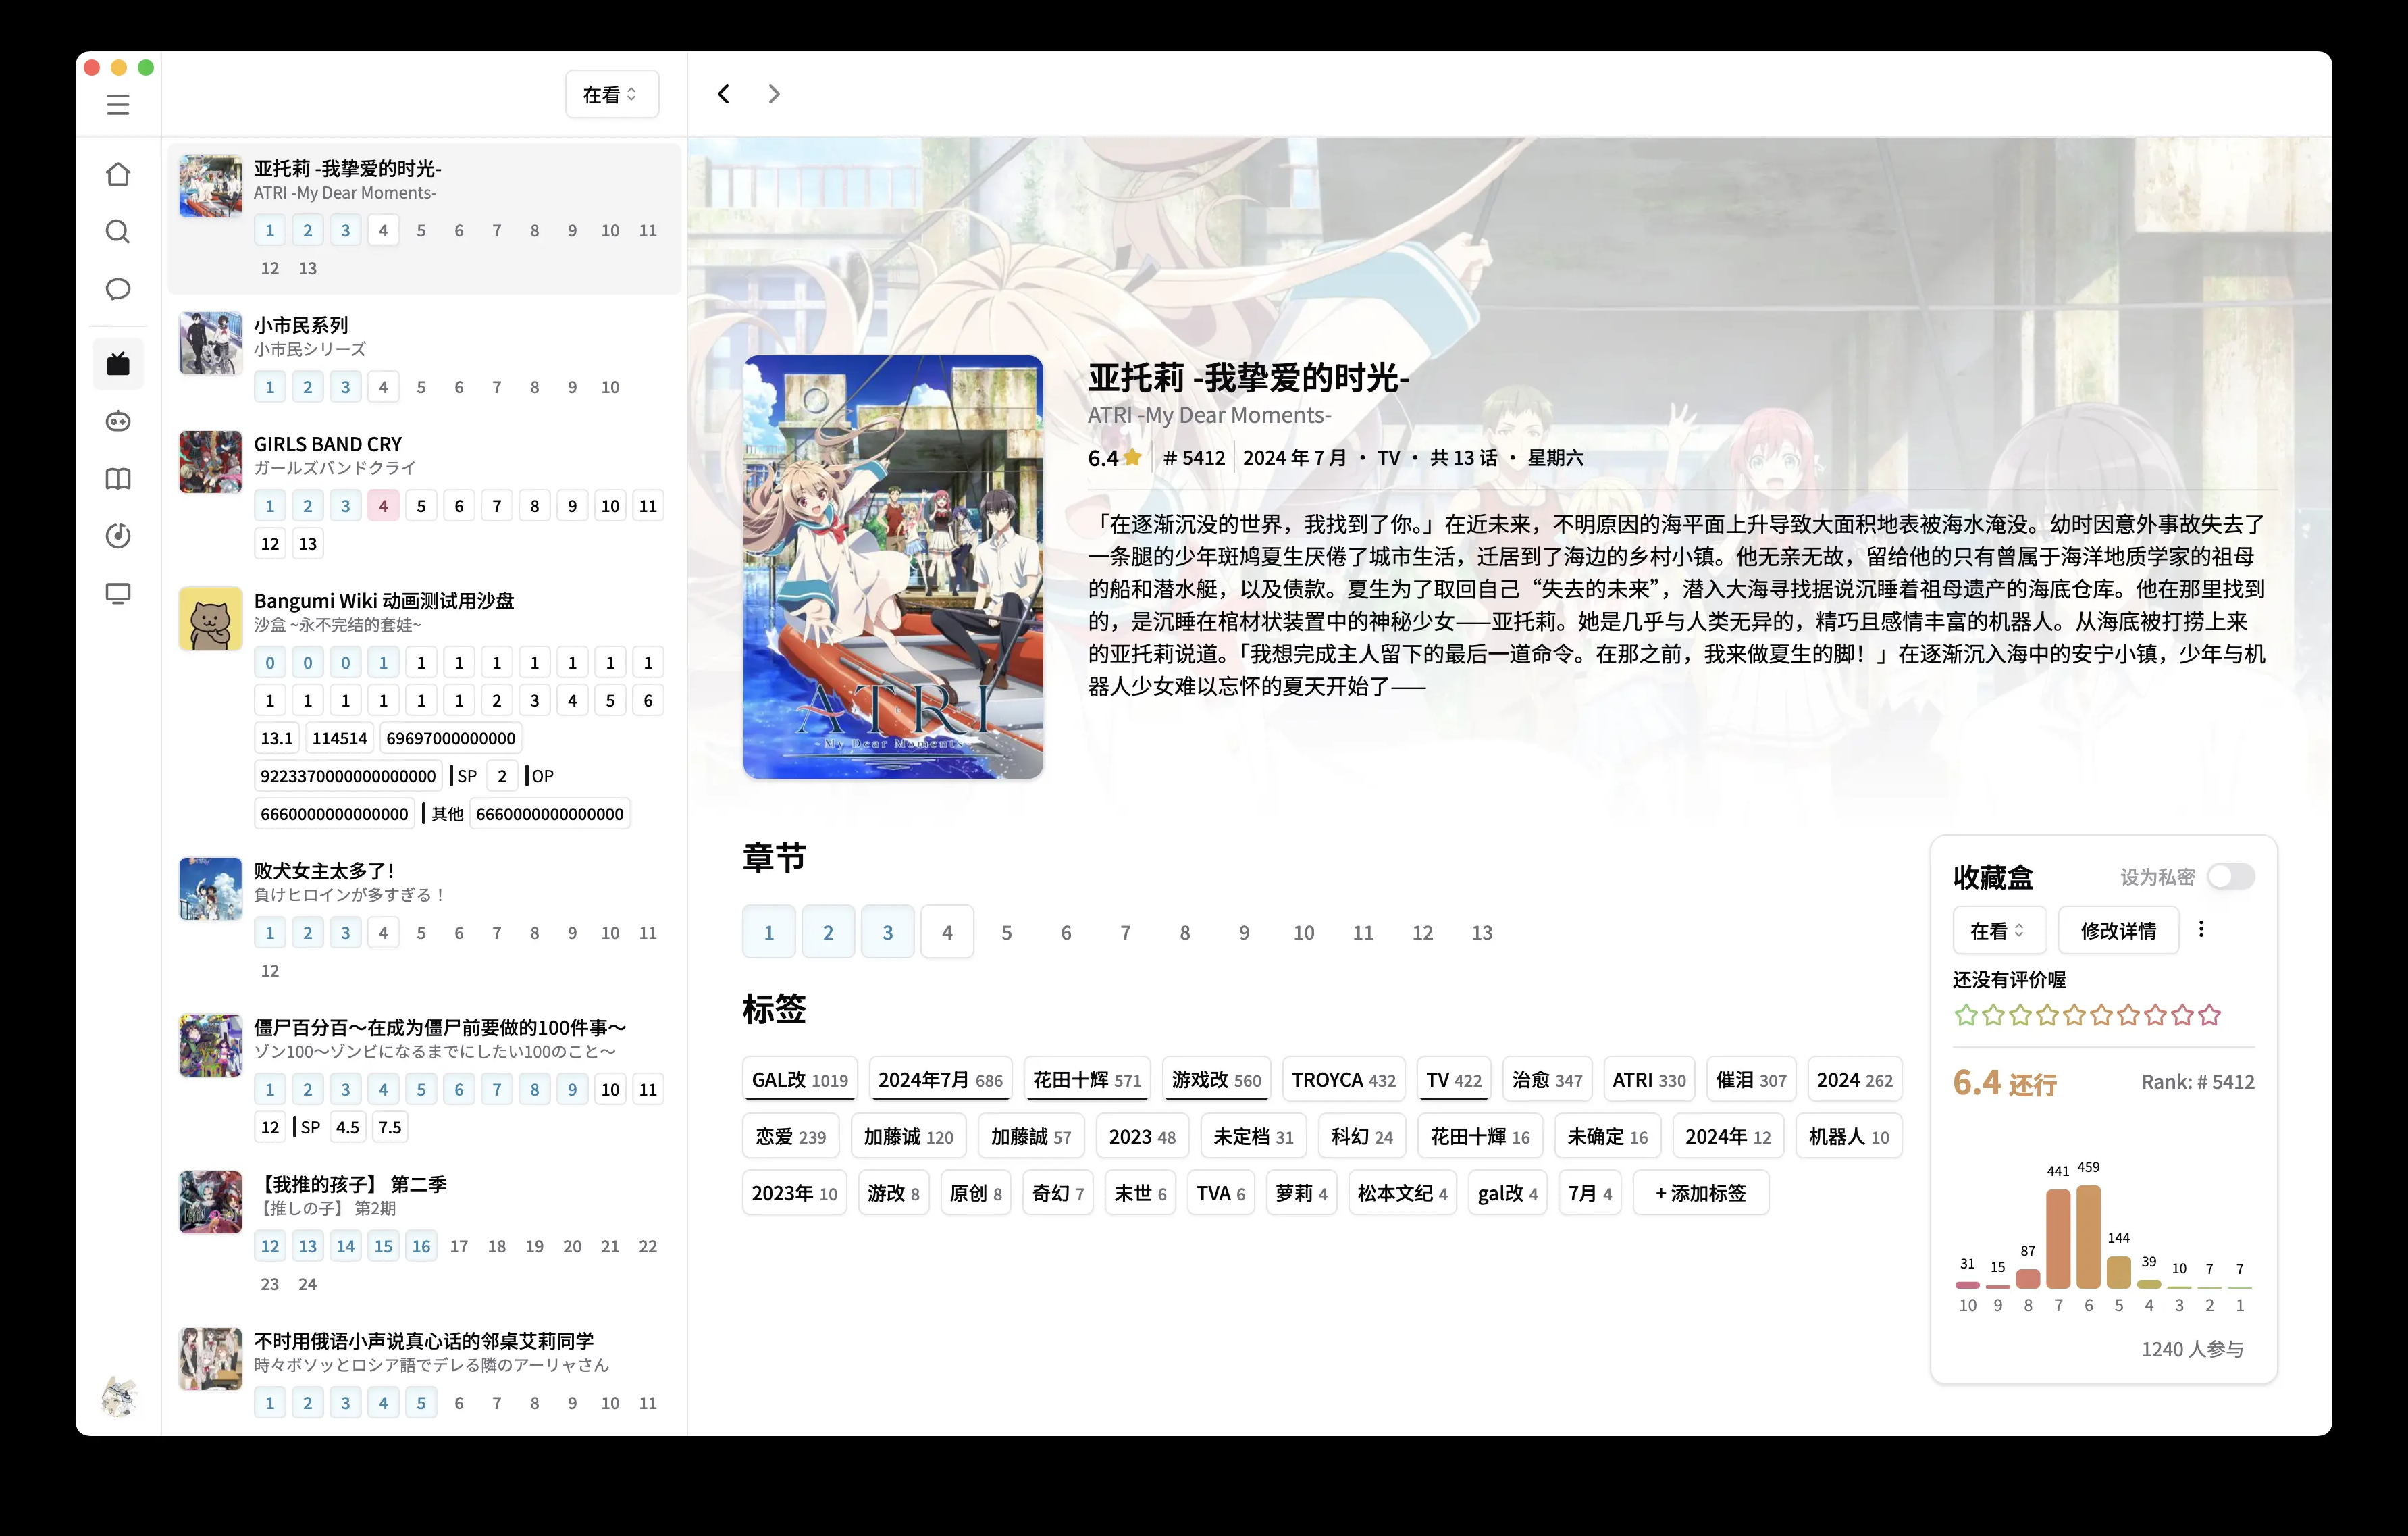 在看
亚托莉 -我挚爱的时光-
ATRI -My Dear Moments-
1 2 3 4 5 6 7 8 9 10 11
12 13
小市民系列
小市民シリーズ
1 2 3 4 5 6 7 8 9 10
GIRLS BAND CRY
ガールズバンドクライ
1 2 3 4 5 6 7 8 9 10 11
12 13
Bangumi Wiki 动画测试用沙盘
沙盒 ~永不完结的套娃~
0 0 0 1 1 1 1 1 1 1 1
1 1 1 1 1 1 2 3 4 5 6
13.1 114514 69697000000000
9223370000000000000 SP 2 OP
6660000000000000 其他 6660000000000000
败犬女主太多了！
負けヒロインが多すぎる！
1 2 3 4 5 6 7 8 9 10 11
12
僵尸百分百～在成为僵尸前要做的100件事～
ゾン100～ゾンビになるまでにしたい100のこと～
1 2 3 4 5 6 7 8 9 10 11
12 SP 4.5 7.5
【我推的孩子】 第二季
【推しの子】 第2期
12 13 14 15 16 17 18 19 20 21 22
23 24
不时用俄语小声说真心话的邻桌艾莉同学
時々ボソッとロシア語でデレる隣のアーリャさん
1 2 3 4 5 6 7 8 9 10 11
ATRI
My Dear Moments
亚托莉 -我挚爱的时光-
ATRI -My Dear Moments-
6.4 # 5412 2024 年 7 月 · TV · 共 13 话 · 星期六
「在逐渐沉没的世界，我找到了你。」在近未来，不明原因的海平面上升导致大面积地表被海水淹没。幼时因意外事故失去了
一条腿的少年斑鸠夏生厌倦了城市生活，迁居到了海边的乡村小镇。他无亲无故，留给他的只有曾属于海洋地质学家的祖母
的船和潜水艇，以及债款。夏生为了取回自己“失去的未来”，潜入大海寻找据说沉睡着祖母遗产的海底仓库。他在那里找到
的，是沉睡在棺材状装置中的神秘少女——亚托莉。她是几乎与人类无异的，精巧且感情丰富的机器人。从海底被打捞上来
的亚托莉说道。「我想完成主人留下的最后一道命令。在那之前，我来做夏生的脚！」在逐渐沉入海中的安宁小镇，少年与机
器人少女难以忘怀的夏天开始了——
章节
1 2 3 4 5 6 7 8 9 10 11 12 13
标签
GAL改 1019 2024年7月 686 花田十辉 571 游戏改 560 TROYCA 432 TV 422 治愈 347 ATRI 330 催泪 307 2024 262
恋爱 239 加藤诚 120 加藤誠 57 2023 48 未定档 31 科幻 24 花田十輝 16 未确定 16 2024年 12 机器人 10
2023年 10 游改 8 原创 8 奇幻 7 末世 6 TVA 6 萝莉 4 松本文纪 4 gal改 4 7月 4 + 添加标签
收藏盒 设为私密
在看 修改详情
还没有评价喔
6.4 还行 Rank: # 5412
31 15 87 441 459 144 39 10 7 7
10 9 8 7 6 5 4 3 2 1
1240 人参与